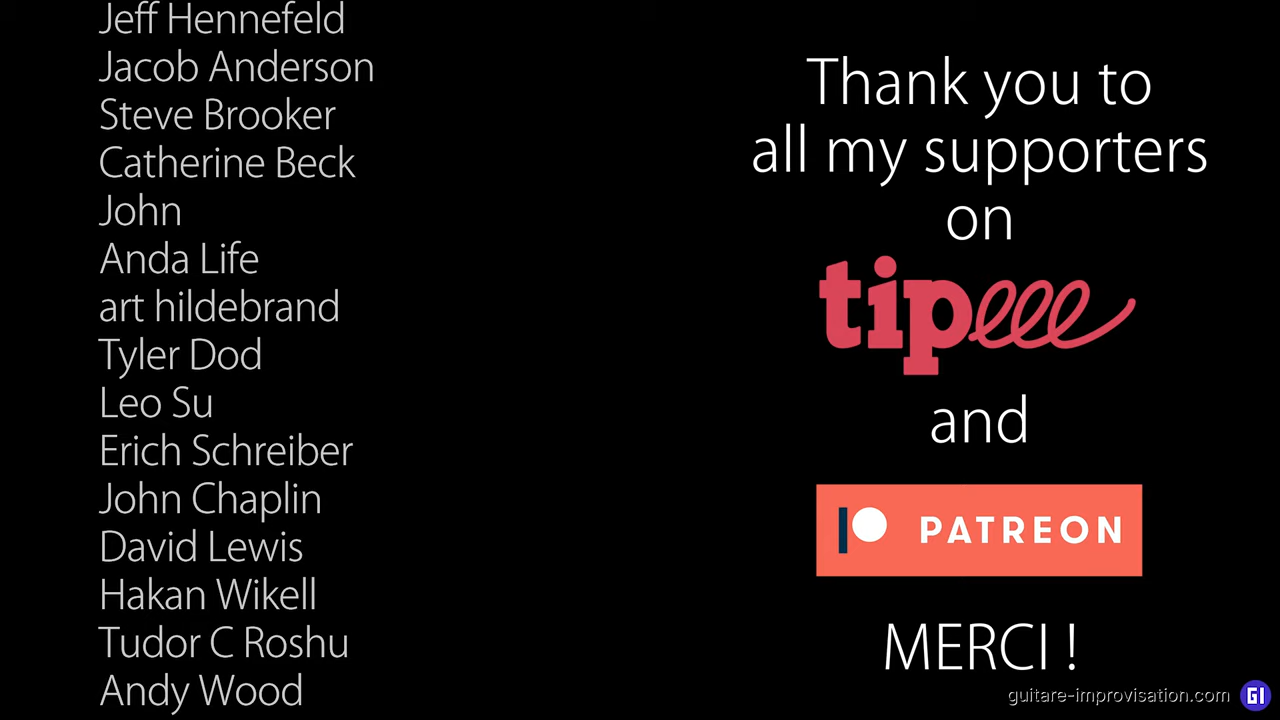 Jeff Hennefeld
Jacob Anderson
Steve Brooker
Catherine Beck
John
Anda Life
art hildebrand
Tyler Dod
Leo Su
Erich Schreiber
John Chaplin
David Lewis
Hakan Wikell
Tudor C Roshu
Andy Wood
Thank you to
all my supporters
on
tipeee
and
PATREON
MERCI !
guitare-improvisation.com GI